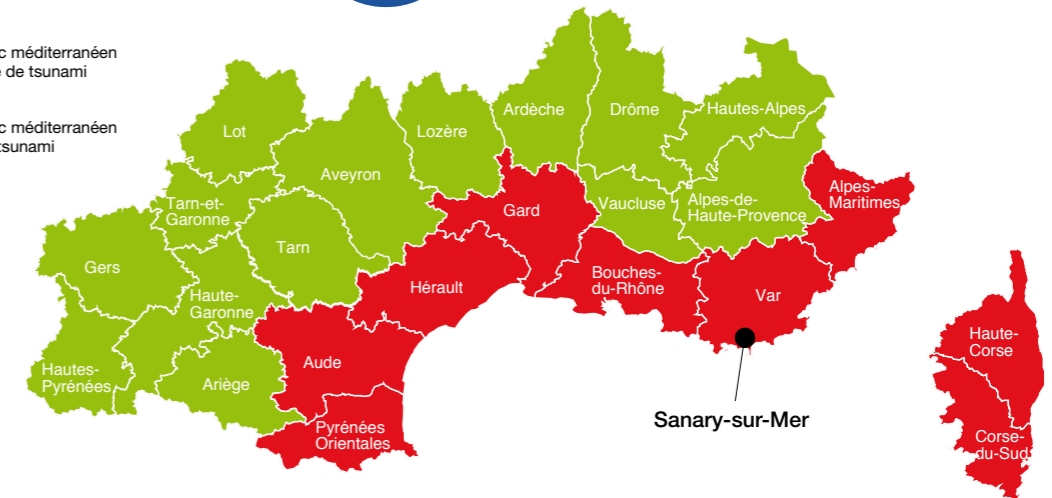 c méditerranéen
e de tsunami
c méditerranéen
tsunami
Ardèche
Drôme
Hautes-Alpes
Lot
Lozère
Aveyron
Alpes-
Maritimes
Tarn-et-
Garonne
Gard
Vaucluse
Alpes-de-
Haute-Provence
Gers
Tarn
Bouches-
du-Rhône
Haute-
Garonne
Hérault
Var
Haute-
Corse
Hautes-
Pyrénées
Ariège
Aude
Sanary-sur-Mer
Pyrénées
Orientales
Corse-
du-Sud